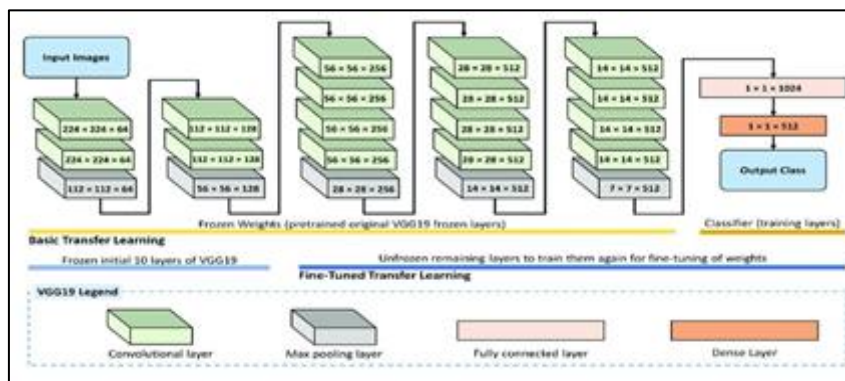 Input Images
224 × 224 × 64
224 × 224 × 64
112 × 112 × 64
112 × 112 × 128
112 × 112 × 128
56 × 56 × 128
56 × 56 × 256
56 × 56 × 256
56 × 56 × 256
56 × 56 × 256
28 × 28 × 256
28 × 28 × 512
28 × 28 × 512
28 × 28 × 512
28 × 28 × 512
14 × 14 × 512
14 × 14 × 512
14 × 14 × 512
14 × 14 × 512
14 × 14 × 512
7 × 7 × 512
1 × 1 × 1024
1 × 1 × 512
Output Class
Frozen Weights (pretrained original VGG19 frozen layers)
Classifier (training layers)
Basic Transfer Learning
Frozen initial 10 layers of VGG19
Unfrozen remaining layers to train them again for fine-tuning of weights
Fine-Tuned Transfer Learning
VGG19 Legend
Convolutional layer
Max pooling layer
Fully connected layer
Dense Layer